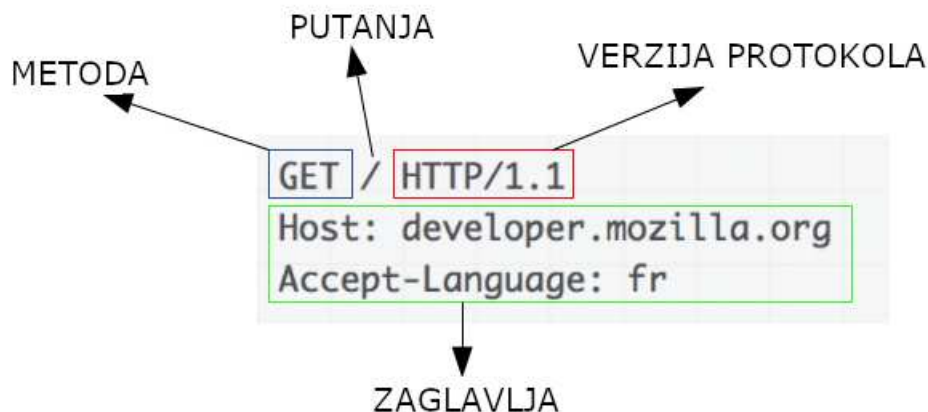 PUTANJA
METODA
VERZIJA PROTOKOLA
GET / HTTP/1.1
Host: developer.mozilla.org
Accept-Language: fr
ZAGLAVLJA